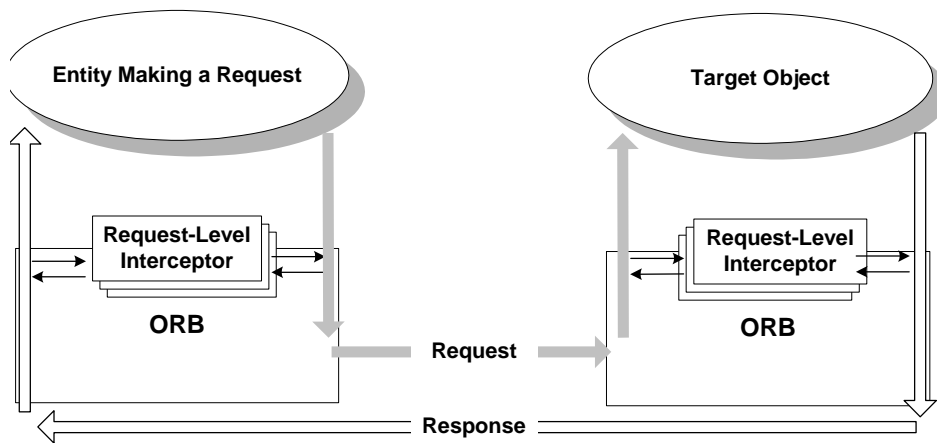 Entity Making a Request
Target Object
Request-Level
Interceptor
Request-Level
Interceptor
ORB
ORB
Request
Response